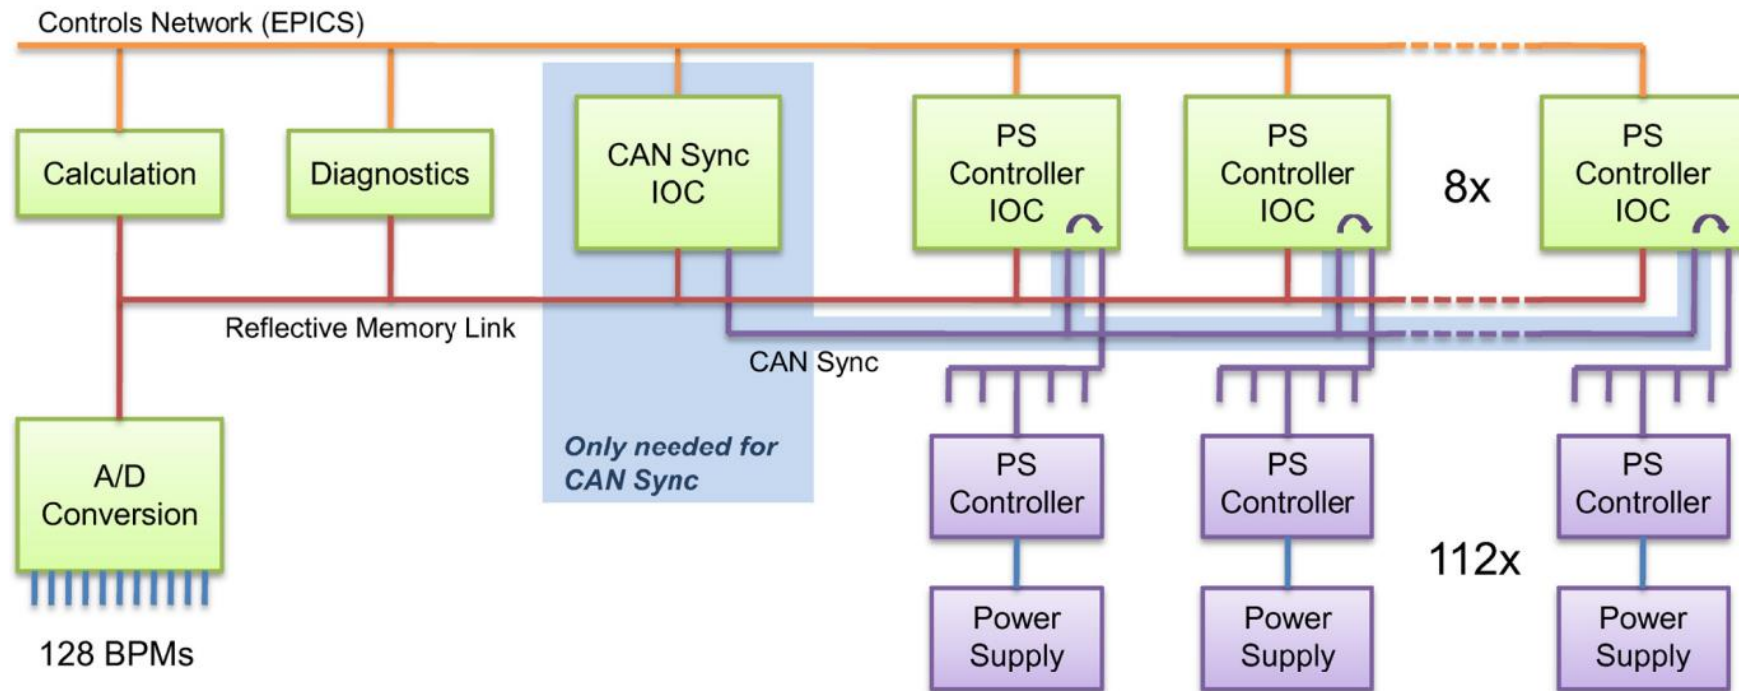 Controls Network (EPICS)
Calculation
Diagnostics
CAN Sync
IOC
PS
Controller
IOC
PS
Controller
IOC
8x
PS
Controller
IOC
Reflective Memory Link
CAN Sync
Only needed for
CAN Sync
A/D
Conversion
128 BPMs
PS
Controller
PS
Controller
PS
Controller
112x
Power
Supply
Power
Supply
Power
Supply